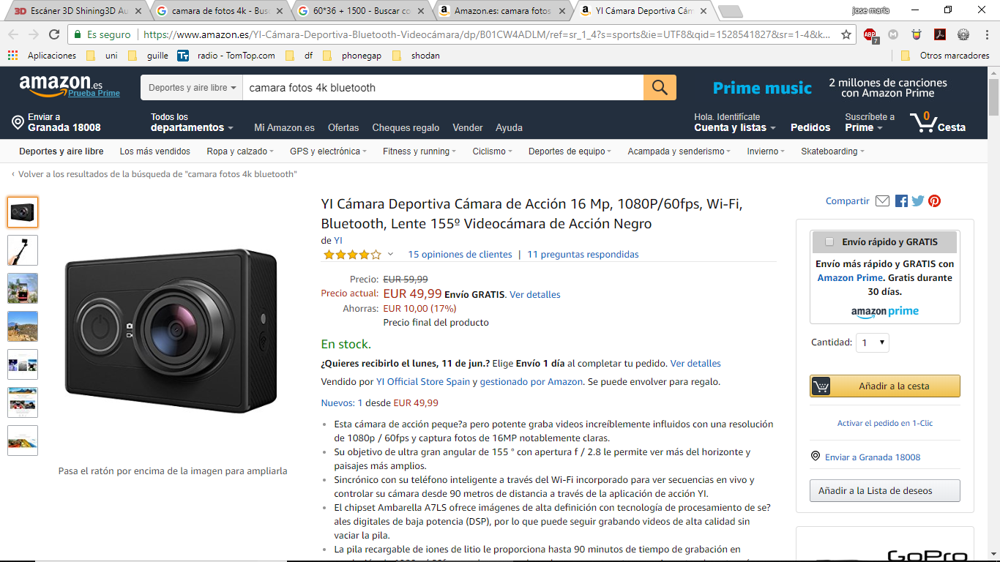 3D Escáner 3D Shining3D Au
camara de fotos 4k - Bus
60*36 + 1500 - Buscar co
Amazon.es: camara fotos
YI Cámara Deportiva Cám
jose maria
Es seguro
https://www.amazon.es/YI-Cámara-Deportiva-Bluetooth-Videocámara/dp/B01CW4ADLM/ref=sr_1_4?s=sports&ie=UTF8&qid=1528541827&sr=1-4&k...
ABP
7
Aplicaciones
uni
guille
TT radio - TomTop.com
df
phonegap
shodan
Otros marcadores
amazon.es
Prueba Prime
Deportes y aire libre
camara fotos 4k bluetooth
Prime music
2 millones de canciones
con Amazon Prime
Enviar a
Granada 18008
Todos los
departamentos
Mi Amazon.es
Ofertas
Cheques regalo
Vender
Ayuda
Hola. Identifícate
Cuenta y listas
Pedidos
Suscríbete a
Prime
0
Cesta
Deportes y aire libre
Los más vendidos
Ropa y calzado
GPS y electrónica
Fitness y running
Ciclismo
Deportes de equipo
Acampada y senderismo
Invierno
Skateboarding
‹ Volver a los resultados de la búsqueda de "camara fotos 4k bluetooth"
YI Cámara Deportiva Cámara de Acción 16 Mp, 1080P/60fps, Wi-Fi,
Bluetooth, Lente 155º Videocámara de Acción Negro
de YI
15 opiniones de clientes | 11 preguntas respondidas
Precio: EUR 59,99
Precio actual: EUR 49,99 Envío GRATIS. Ver detalles
Ahorras: EUR 10,00 (17%)
Precio final del producto
En stock.
¿Quieres recibirlo el lunes, 11 de jun.? Elige Envío 1 día al completar tu pedido. Ver detalles
Vendido por YI Official Store Spain y gestionado por Amazon. Se puede envolver para regalo.
Nuevos: 1 desde EUR 49,99
• Esta cámara de acción peque?a pero potente graba videos increíblemente influidos con una resolución
de 1080p / 60fps y captura fotos de 16MP notablemente claras.
• Su objetivo de ultra gran angular de 155 ° con apertura f / 2.8 le permite ver más del horizonte y
paisajes más amplios.
• Sincrónico con su teléfono inteligente a través del Wi-Fi incorporado para ver secuencias en vivo y
controlar su cámara desde 90 metros de distancia a través de la aplicación de acción YI.
• El chipset Ambarella A7LS ofrece imágenes de alta definición con tecnología de procesamiento de se?
ales digitales de baja potencia (DSP), por lo que puede seguir grabando videos de alta calidad sin
vaciar la pila.
• La pila recargable de iones de litio le proporciona hasta 90 minutos de tiempo de grabación en
Pasa el ratón por encima de la imagen para ampliarla
Compartir
Envío rápido y GRATIS
Envío más rápido y GRATIS con
Amazon Prime. Gratis durante
30 días.
amazon prime
Cantidad: 1
Añadir a la cesta
Activar el pedido en 1-Clic
Enviar a Granada 18008
Añadir a la Lista de deseos
GoPro